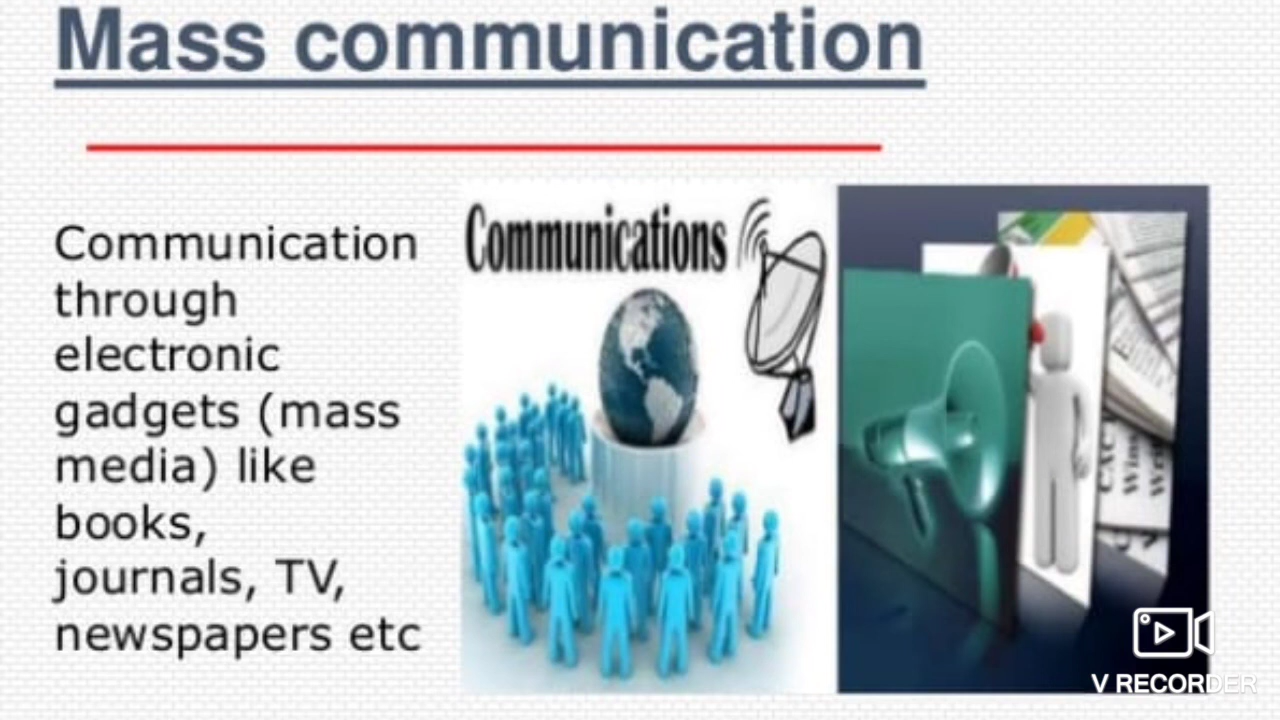 Mass communication
Communication
through
electronic
gadgets (mass
media) like
books,
journals, TV,
newspapers etc
Communications
V RECORDER